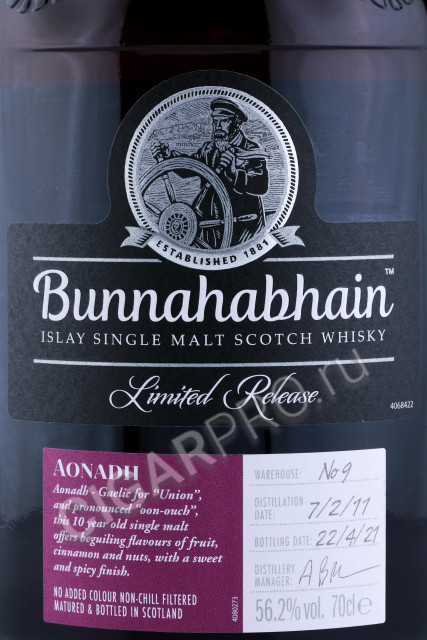 ESTABLISHED 1881
Bunnahabhain™
ISLAY SINGLE MALT SCOTCH WHISKY
Limited Release
4068422
AONADH
Aonadh - Gaelic for “Union”,
and pronounced “oon-ouch”,
this 10 year old single malt
offers beguiling flavours of fruit,
cinnamon and nuts, with a sweet
and spicy finish.
NO ADDED COLOUR NON-CHILL FILTERED
MATURED & BOTTLED IN SCOTLAND
4080273
WAREHOUSE: No 9
DISTILLATION
DATE: 7/2/11
BOTTLING DATE: 22/4/21
DISTILLERY
MANAGER:
56.2% vol. 70cl e
CIGARPRO.ru